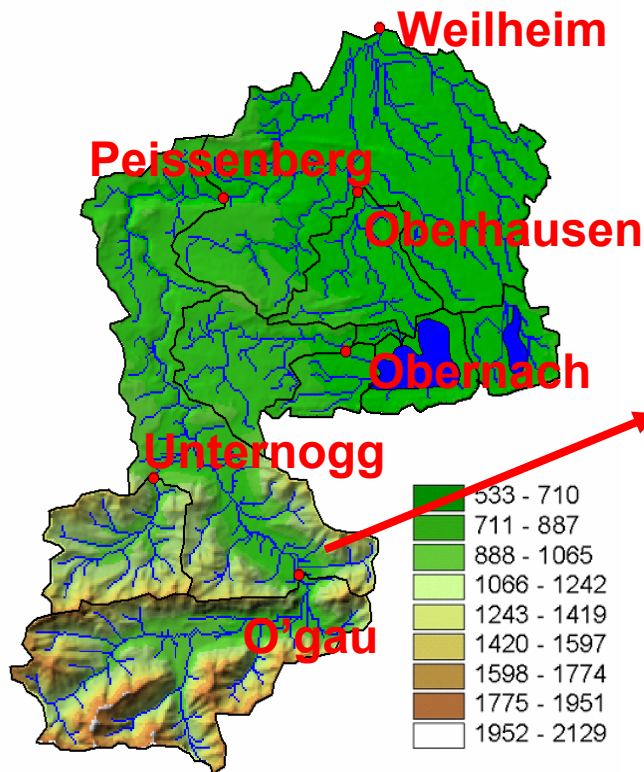 Weilheim
Peissenberg
Oberhausen
Obernach
Unternogg
O'gau
533 - 710
711 - 887
888 - 1065
1066 - 1242
1243 - 1419
1420 - 1597
1598 - 1774
1775 - 1951
1952 - 2129